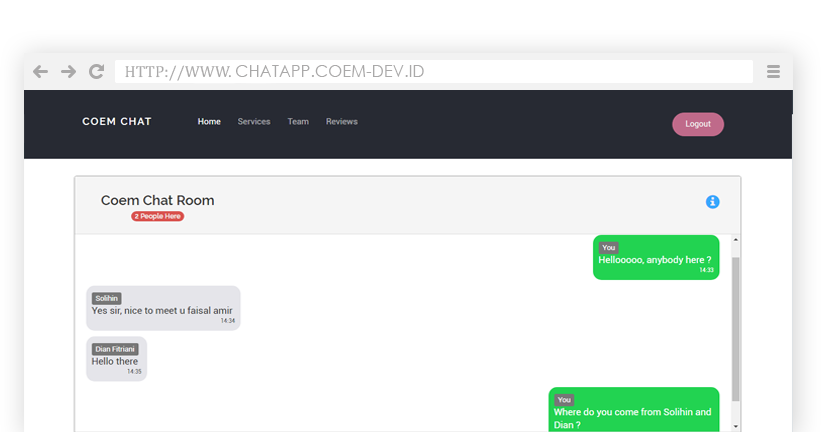 HTTP://WWW. CHATAPP.COEM-DEV.ID
COEM CHAT Home Services Team Reviews Logout
Coem Chat Room
2 People Here
You
Hellooooo, anybody here ?
14:33
Solihin
Yes sir, nice to meet u faisal amir
14:34
Dian Fitriani
Hello there
14:35
You
Where do you come from Solihin and
Dian ?